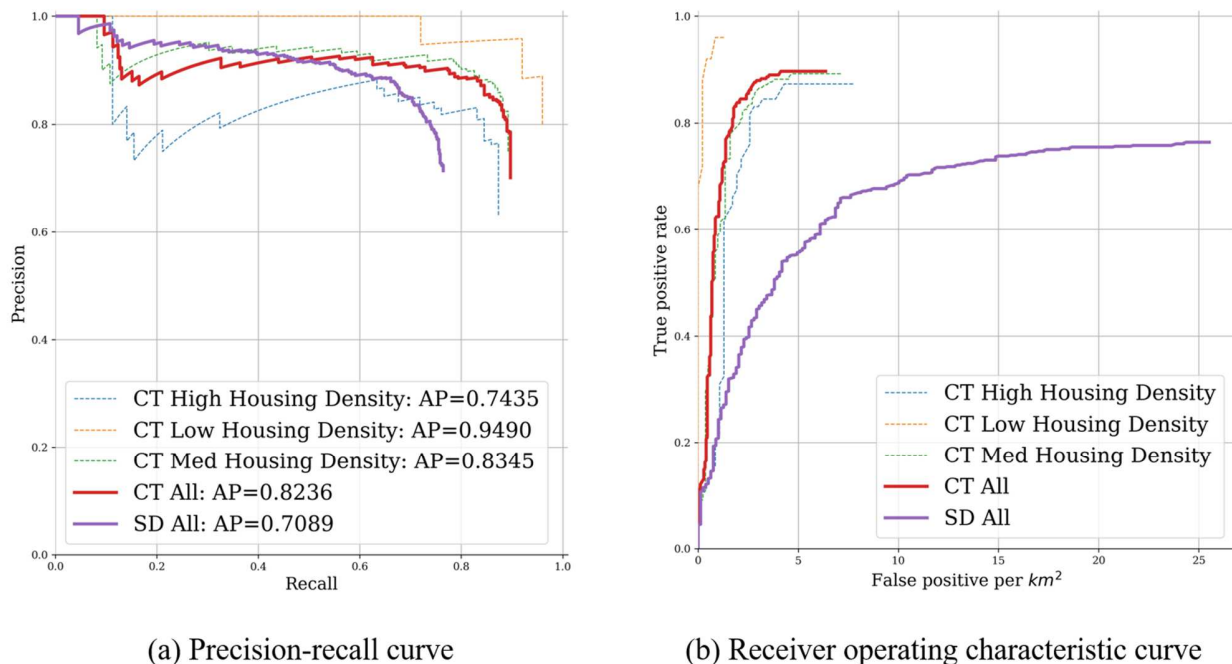 1.0
0.8
0.6
0.4
0.2
0.0
Precision
0.0 0.2 0.4 0.6 0.8 1.0
Recall
CT High Housing Density: AP=0.7435
CT Low Housing Density: AP=0.9490
CT Med Housing Density: AP=0.8345
CT All: AP=0.8236
SD All: AP=0.7089
(a) Precision-recall curve
1.0
0.8
0.6
0.4
0.2
0.0
True positive rate
0 5 10 15 20 25
False positive per km²
CT High Housing Density
CT Low Housing Density
CT Med Housing Density
CT All
SD All
(b) Receiver operating characteristic curve